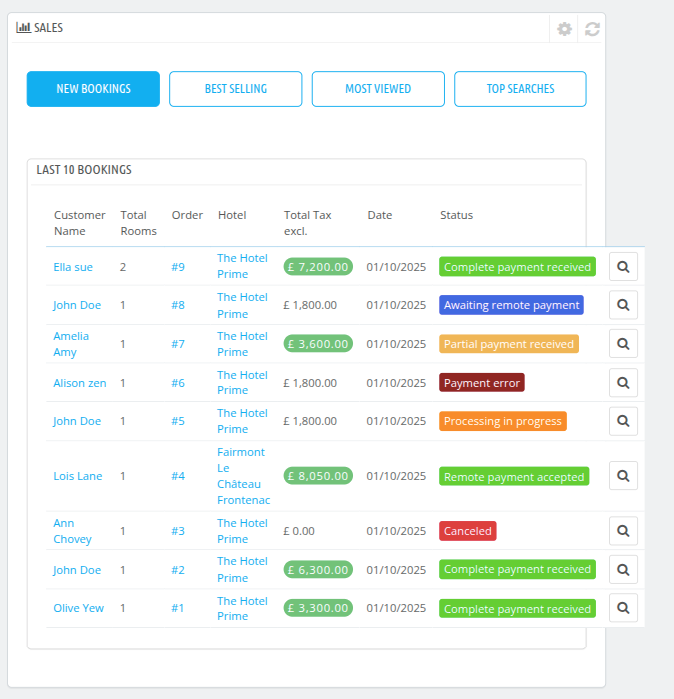 SALES
NEW BOOKINGS BEST SELLING MOST VIEWED TOP SEARCHES
LAST 10 BOOKINGS
Customer Name Total Rooms Order Hotel Total Tax excl. Date Status
Ella sue 2 #9 The Hotel Prime £ 7,200.00 01/10/2025 Complete payment received
John Doe 1 #8 The Hotel Prime £ 1,800.00 01/10/2025 Awaiting remote payment
Amelia Amy 1 #7 The Hotel Prime £ 3,600.00 01/10/2025 Partial payment received
Alison zen 1 #6 The Hotel Prime £ 1,800.00 01/10/2025 Payment error
John Doe 1 #5 The Hotel Prime £ 1,800.00 01/10/2025 Processing in progress
Lois Lane 1 #4 Fairmont Le Château Frontenac £ 8,050.00 01/10/2025 Remote payment accepted
Ann Chovey 1 #3 The Hotel Prime £ 0.00 01/10/2025 Canceled
John Doe 1 #2 The Hotel Prime £ 6,300.00 01/10/2025 Complete payment received
Olive Yew 1 #1 The Hotel Prime £ 3,300.00 01/10/2025 Complete payment received